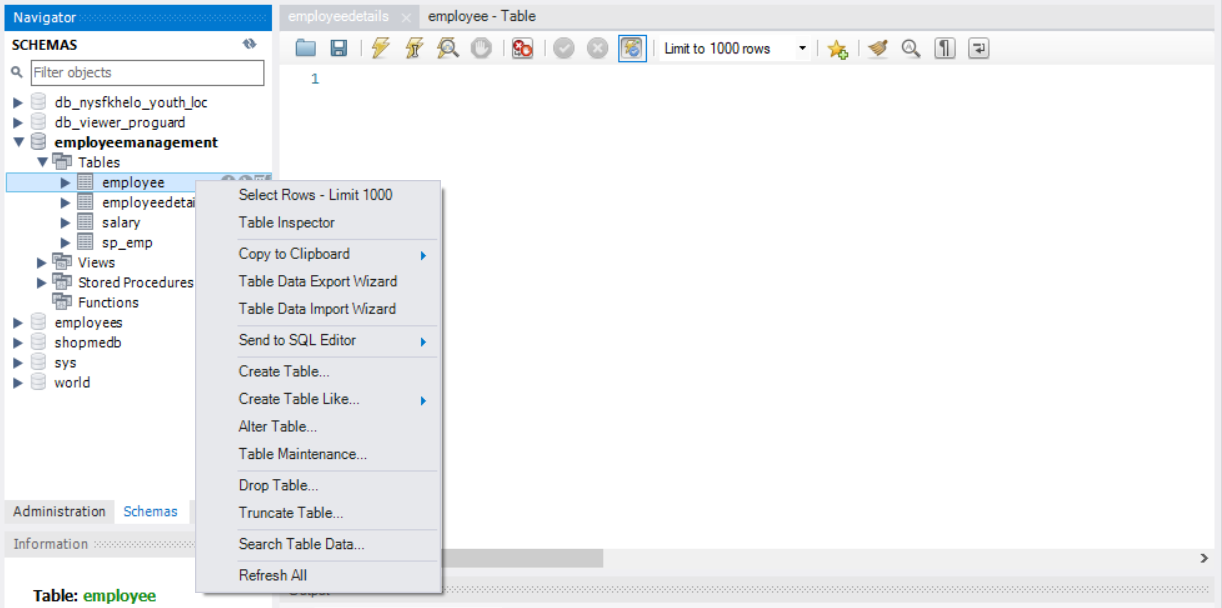 Navigator
SCHEMAS
Filter objects
db_nysfkhelo_youth_loc
db_viewer_proguard
employeemanagement
Tables
employee
employeedetai
salary
sp_emp
Views
Stored Procedures
Functions
employees
shopmedb
sys
world
Administration Schemas
Information
Table: employee
employeedetails employee - Table
Limit to 1000 rows
1
Select Rows - Limit 1000
Table Inspector
Copy to Clipboard
Table Data Export Wizard
Table Data Import Wizard
Send to SQL Editor
Create Table...
Create Table Like...
Alter Table...
Table Maintenance...
Drop Table...
Truncate Table...
Search Table Data...
Refresh All